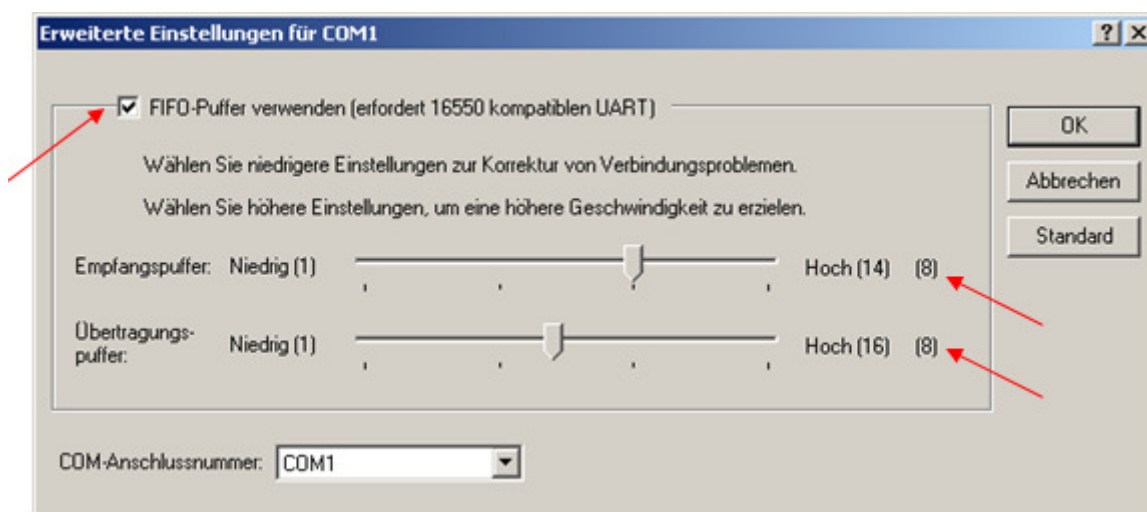 Erweiterte Einstellungen für COM1
FIFO-Puffer verwenden (erfordert 16550 kompatiblen UART)
OK
Wählen Sie niedrigere Einstellungen zur Korrektur von Verbindungsproblemen.
Abbrechen
Wählen Sie höhere Einstellungen, um eine höhere Geschwindigkeit zu erzielen.
Standard
Empfangspuffer: Niedrig (1) Hoch (14) (8)
Übertragungs-
puffer: Niedrig (1) Hoch (16) (8)
COM-Anschlussnummer: COM1